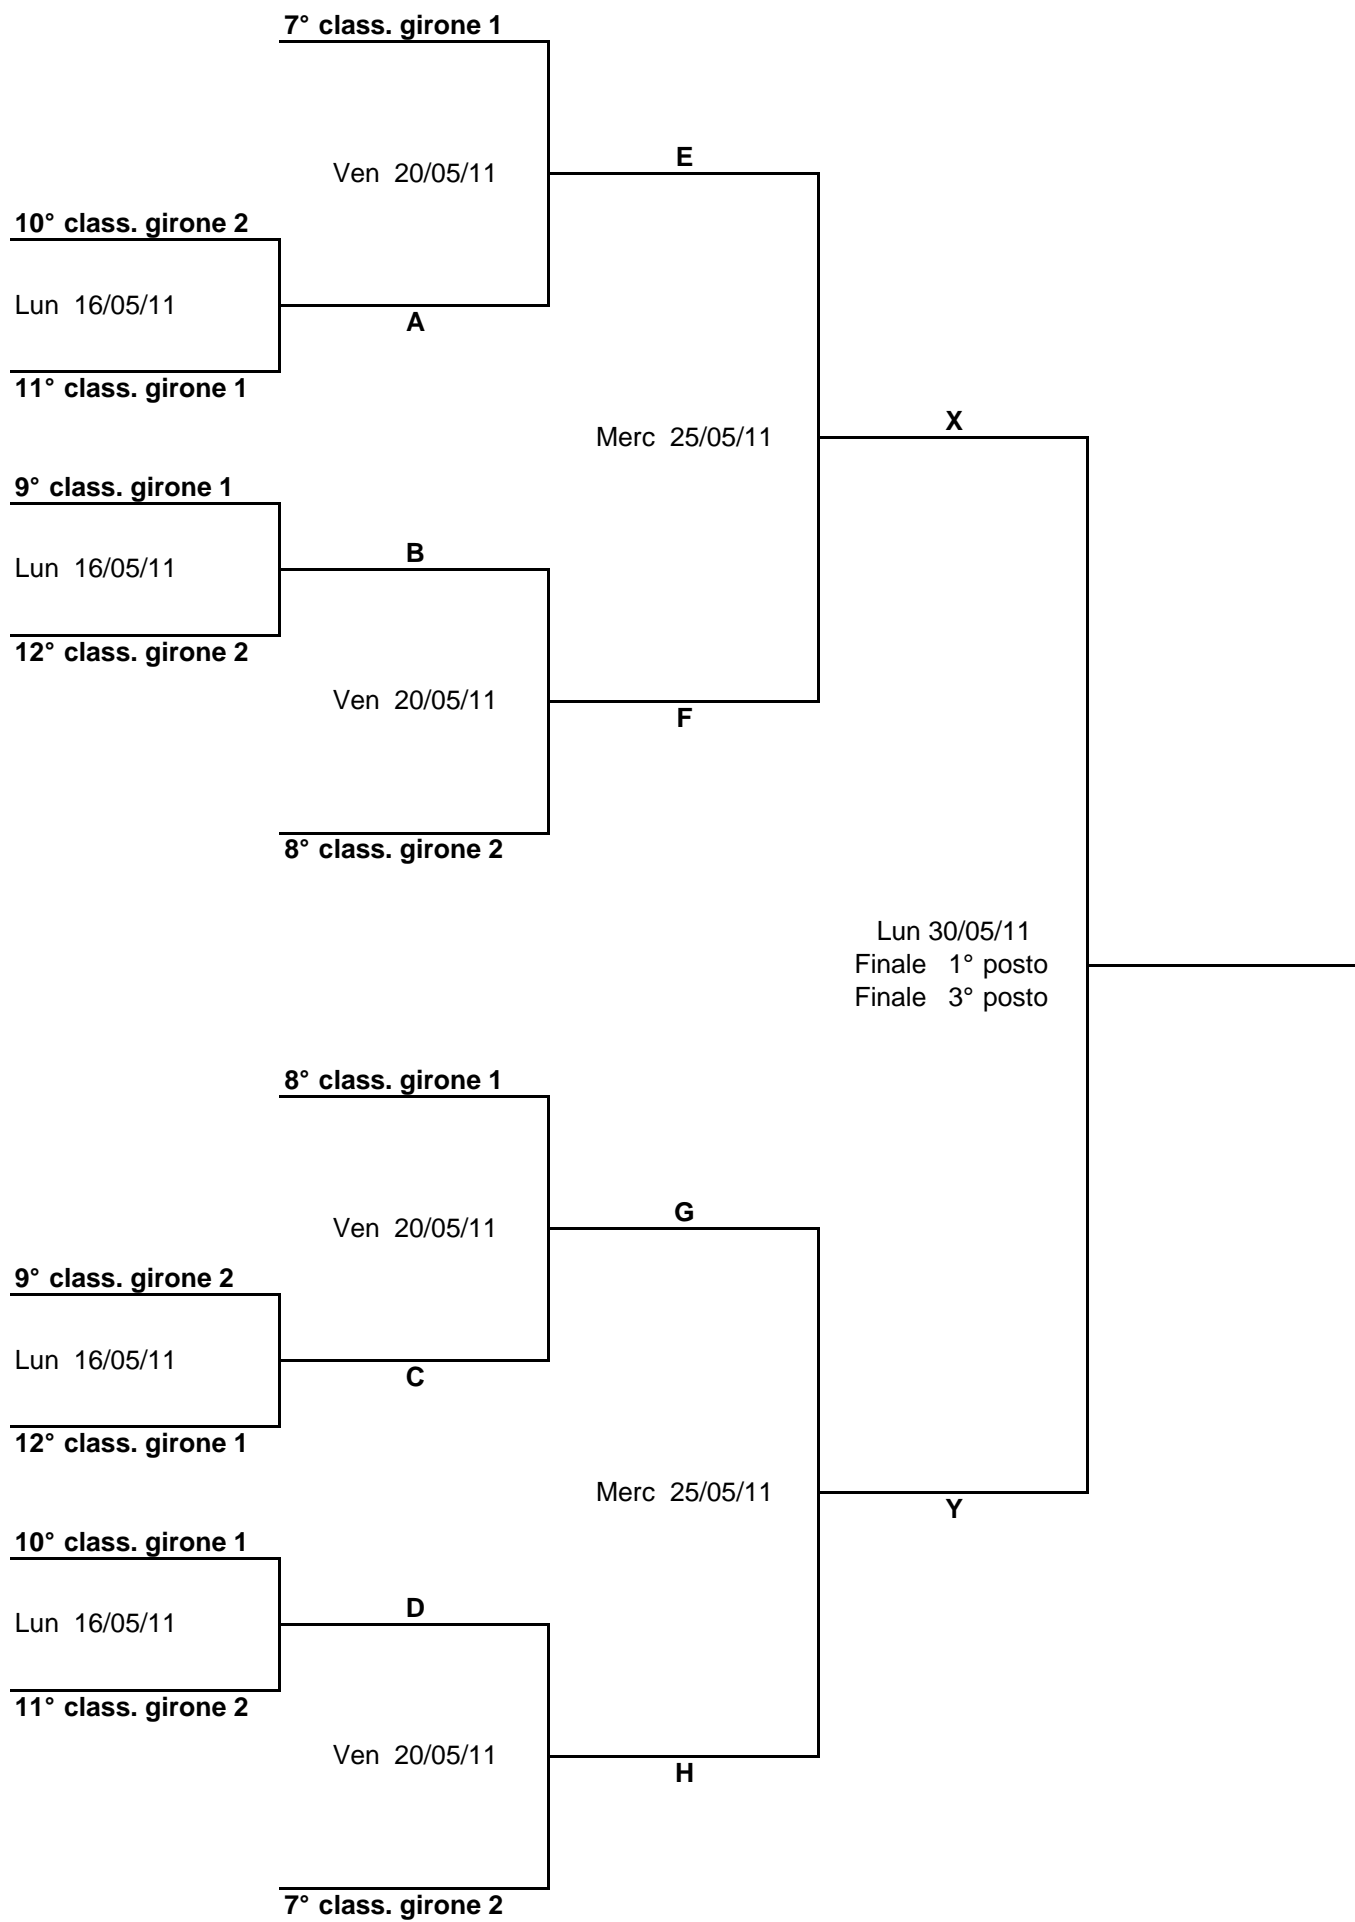 7° class. girone 1
E
Ven 20/05/11
10° class. girone 2
Lun 16/05/11
A
11° class. girone 1
X
Merc 25/05/11
9° class. girone 1
B
Lun 16/05/11
12° class. girone 2
Ven 20/05/11
F
8° class. girone 2
Lun 30/05/11
Finale 1° posto
Finale 3° posto
8° class. girone 1
G
Ven 20/05/11
9° class. girone 2
Lun 16/05/11
C
12° class. girone 1
Merc 25/05/11
Y
10° class. girone 1
D
Lun 16/05/11
11° class. girone 2
Ven 20/05/11
H
7° class. girone 2